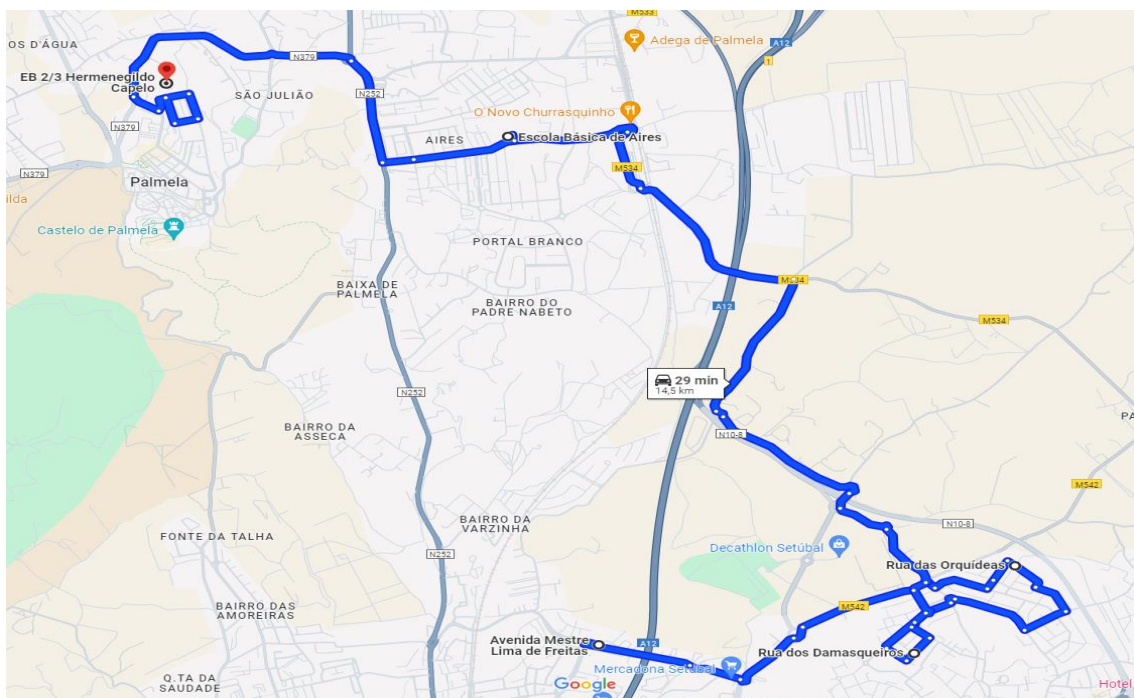 M533
OS D'ÁGUA
Adega de Palmela
A12
1
N379
EB 2/3 Hermenegildo
Capelo
SÃO JULIÃO
N252
O Novo Churrasquinho
N379
AIRES
Escola Básica de Aires
M534
N379
Palmela
ilda
Castelo de Palmela
PORTAL BRANCO
BAIXA DE
PALMELA
BAIRRO DO
PADRE NABETO
M534
A12
M534
29 min
14,5 km
N252
PA
BAIRRO DA
ASSECA
N10-8
M542
BAIRRO DA
VARZINHA
N10-8
FONTE DA TALHA
N252
Decathlon Setúbal
Rua das Orquídeas
BAIRRO DAS
AMOREIRAS
M542
Avenida Mestre
Lima de Freitas
A12
Rua dos Damasqueiros
Mercadona Setúbal
Q.TA DA
SAUDADE
Google
Hotel